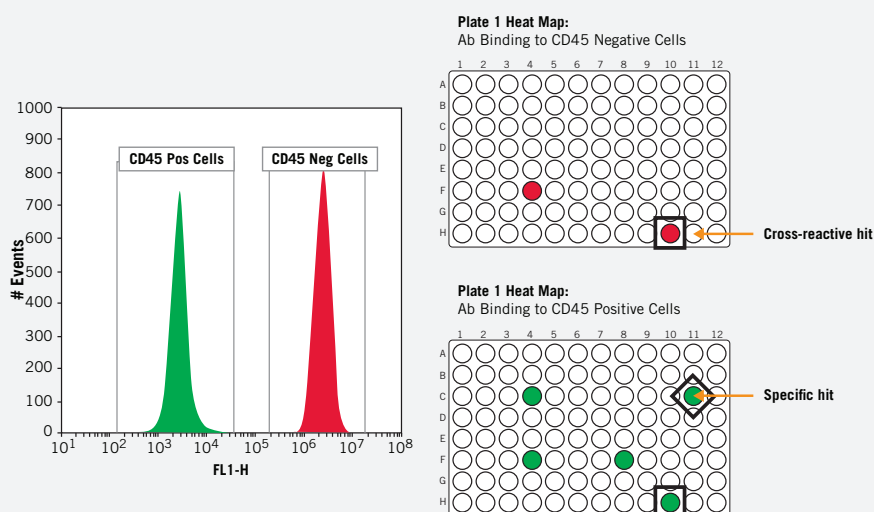 Plate 1 Heat Map:
Ab Binding to CD45 Negative Cells
1 2 3 4 5 6 7 8 9 10 11 12
A
B
C
D
E
F
G
H
Cross-reactive hit
1000
900
800
700
600
500
400
300
200
100
0
# Events
CD45 Pos Cells
CD45 Neg Cells
10¹ 10² 10³ 10⁴ 10⁵ 10⁶ 10⁷ 10⁸
FL1-H
Plate 1 Heat Map:
Ab Binding to CD45 Positive Cells
1 2 3 4 5 6 7 8 9 10 11 12
A
B
C
D
E
F
G
H
Specific hit